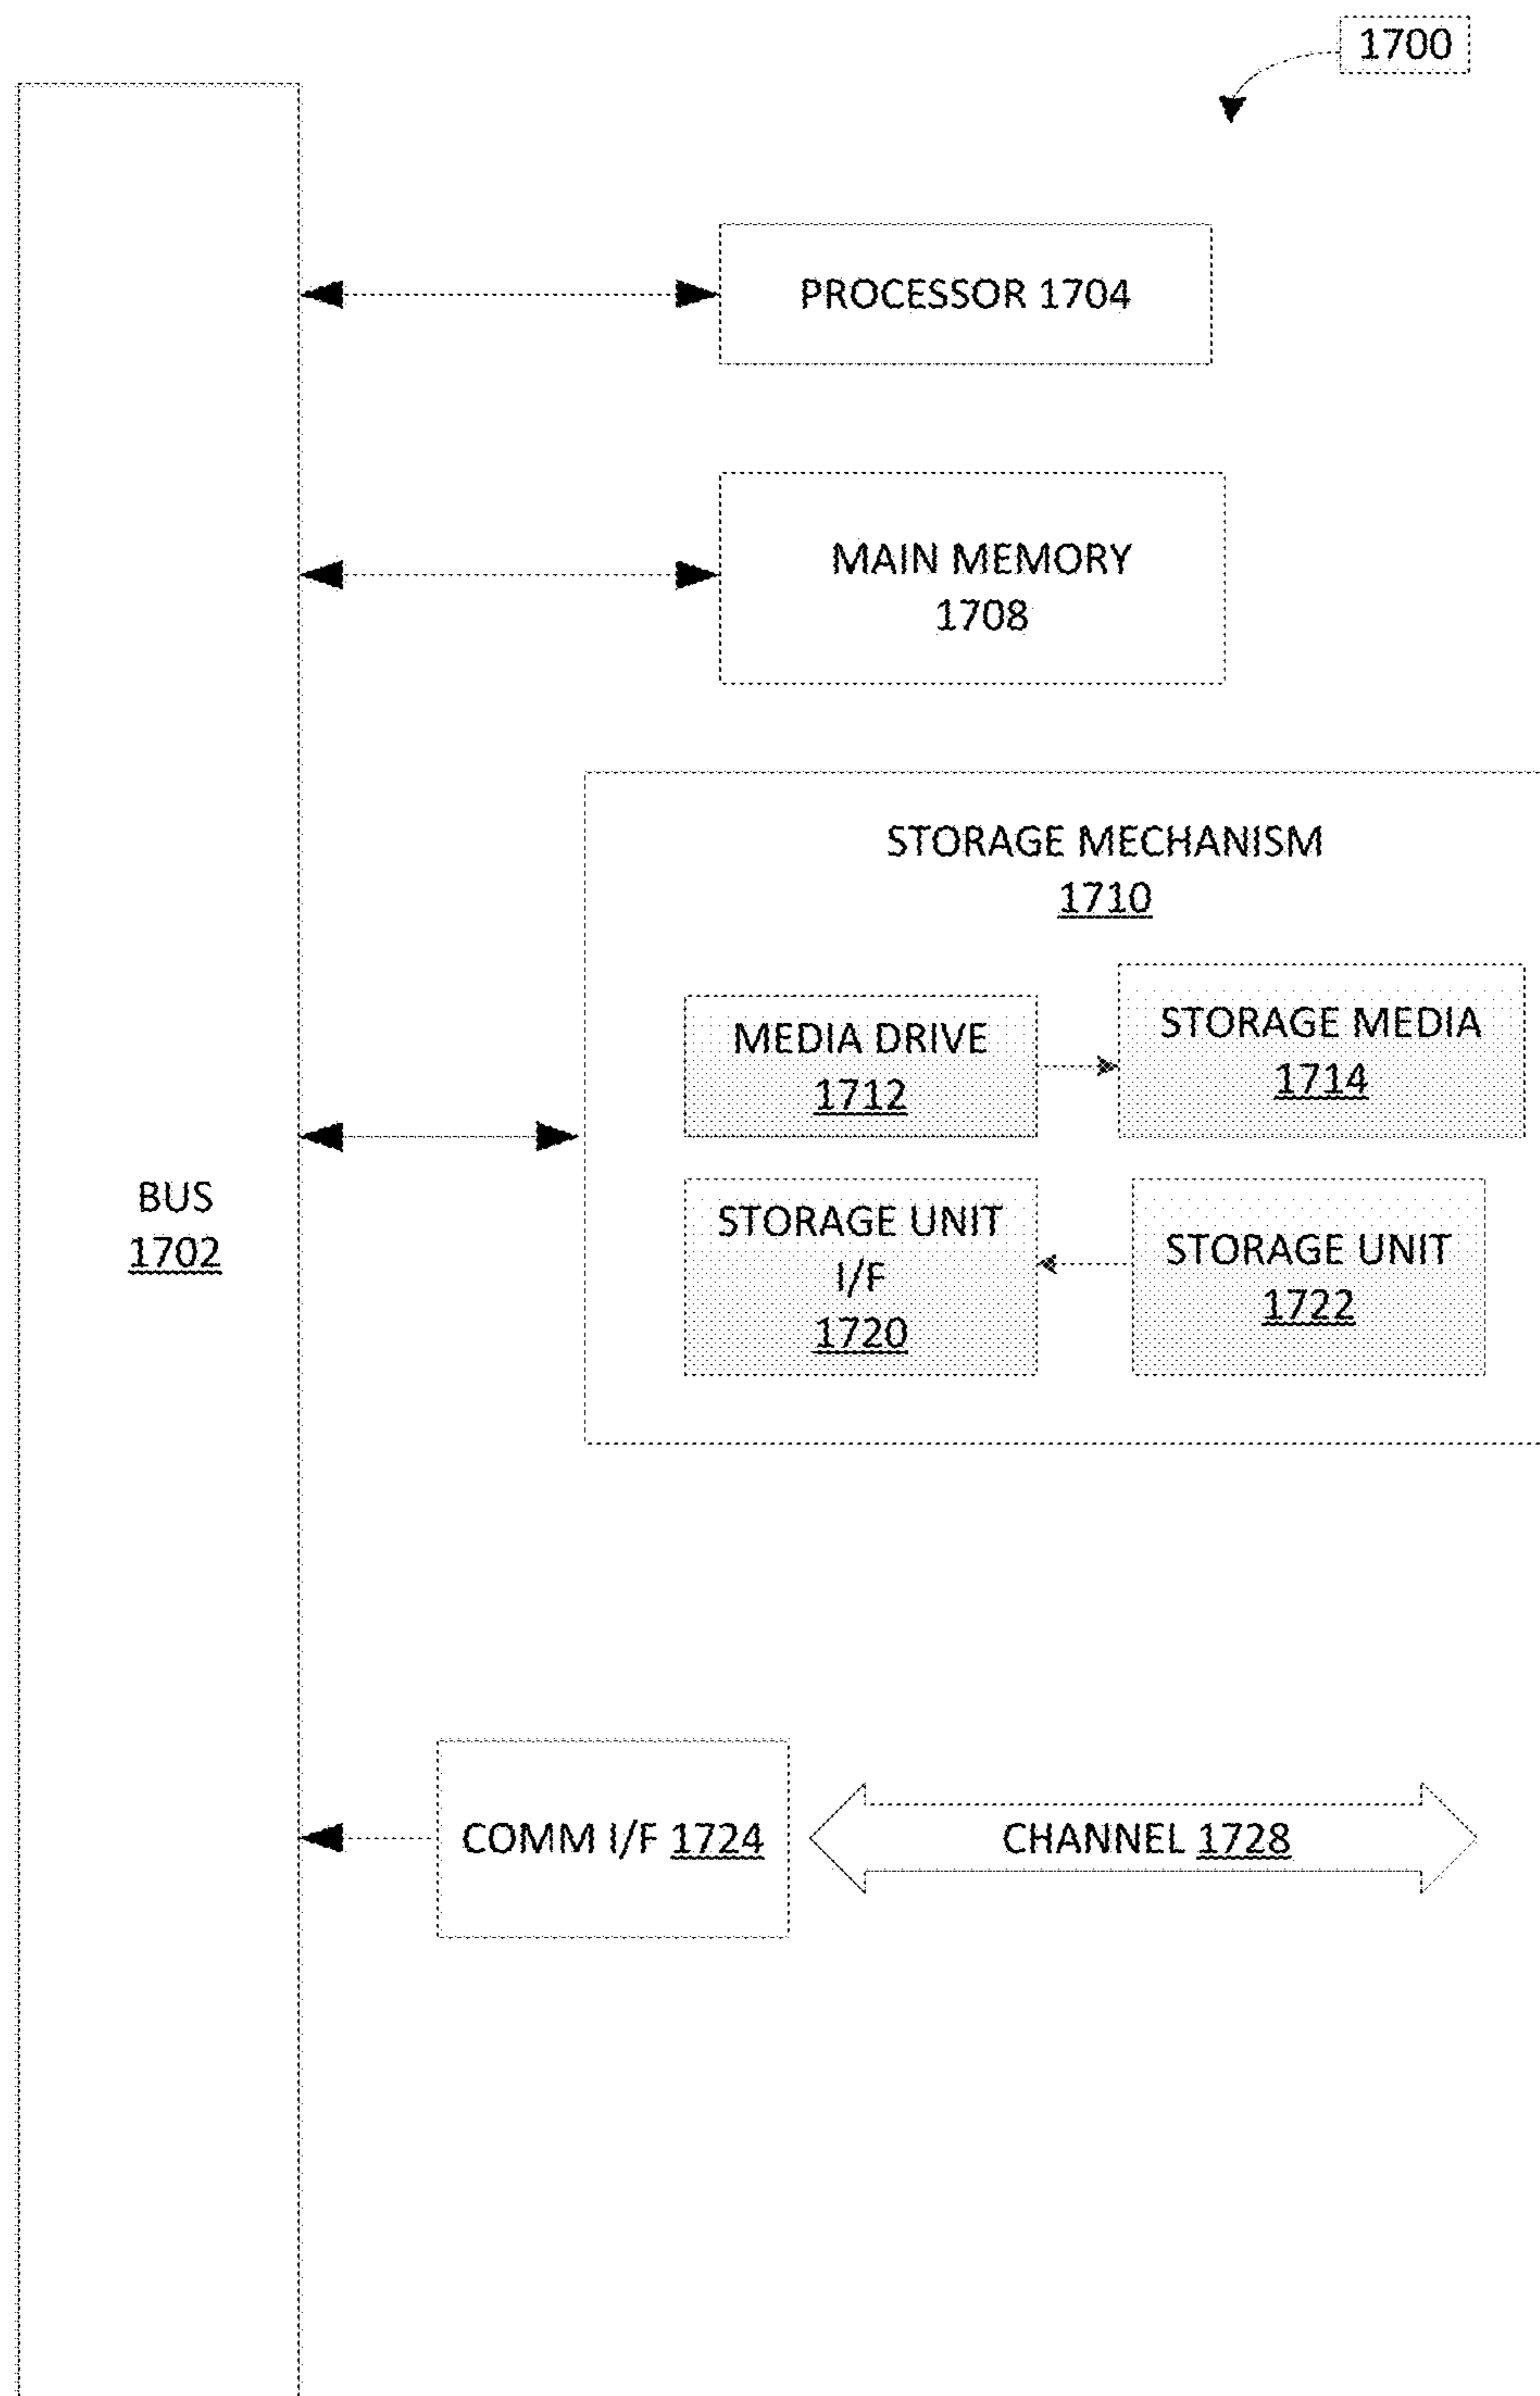 1700
PROCESSOR 1704
MAIN MEMORY
1708
STORAGE MECHANISM
1710
MEDIA DRIVE
1712
STORAGE MEDIA
1714
BUS
1702
STORAGE UNIT
I/F
1720
STORAGE UNIT
1722
COMM I/F 1724
CHANNEL 1728